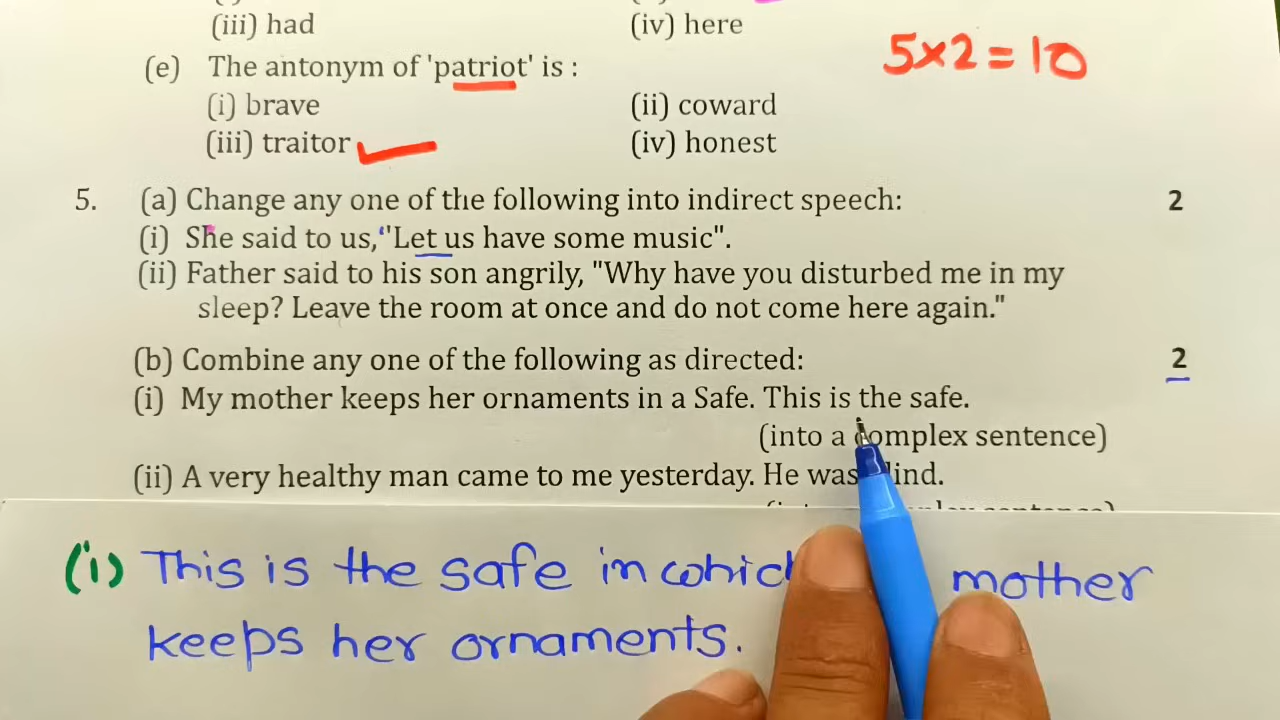 (iii) had (iv) here
5×2=10
(e) The antonym of 'patriot' is :
(i) brave (ii) coward
(iii) traitor (iv) honest
5. (a) Change any one of the following into indirect speech: 2
(i) She said to us,"Let us have some music".
(ii) Father said to his son angrily, "Why have you disturbed me in my
sleep? Leave the room at once and do not come here again."
(b) Combine any one of the following as directed: 2
(i) My mother keeps her ornaments in a Safe. This is the safe.
(into a complex sentence)
(ii) A very healthy man came to me yesterday. He was
(i) This is the safe in which mother
keeps her ornaments.